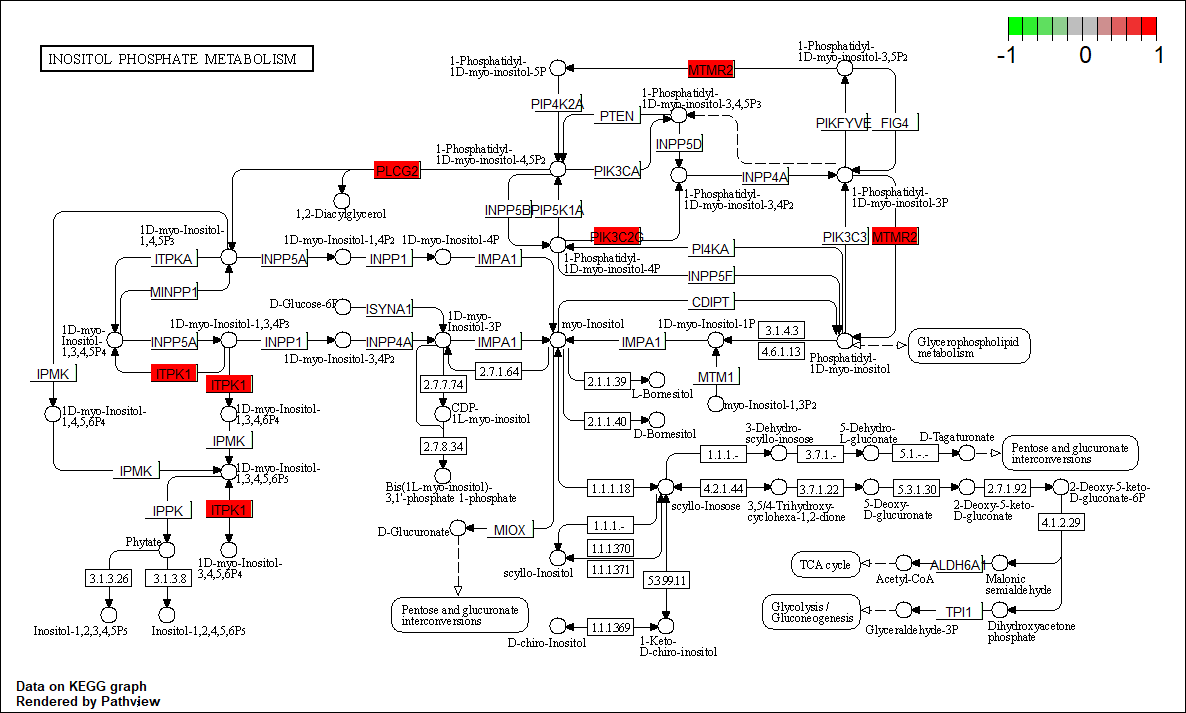 INOSITOL PHOSPHATE METABOLISM
-1 0 1
1-Phosphatidyl-
1D-myo-inositol-5P
MTMR2
1-Phosphatidyl-
1D-myo-inositol-3,5P2
PIP4K2A
PTEN
1-Phosphatidyl-
1D-myo-inositol-3,4,5P3
PIKFYVE
FIG4
INPP5D
1-Phosphatidyl-
1D-myo-inositol-4,5P2
PLCG2
PIK3CA
INPP4A
1,2-Diacylglycerol
INPP5B
PIP5K1A
1-Phosphatidyl-
1D-myo-inositol-3,4P2
1-Phosphatidyl-
1D-myo-inositol-3P
PIK3C2G
PIK3C3
MTMR2
1D-myo-Inositol-
1,4,5P3
1D-myo-Inositol-1,4P2
1D-myo-Inositol-4P
PI4KA
ITPKA
INPP5A
INPP1
IMPA1
1-Phosphatidyl-
1D-myo-inositol-4P
INPP5F
MINPP1
D-Glucose-6P
ISYNA1
CDIPT
1D-myo-
Inositol-
1,3,4,5P4
1D-myo-Inositol-1,3,4P3
1D-myo-
Inositol-3P
myo-Inositol
1D-myo-Inositol-1P
3.1.4.3
4.6.1.13
INPP5A
INPP1
INPP4A
IMPA1
IMPA1
1D-myo-Inositol-3,4P2
Phosphatidyl-
1D-myo-inositol
Glycerophospholipid
metabolism
IPMK
ITPK1
ITPK1
2.7.1.64
2.7.7.74
2.1.1.39
L-Bornesitol
MTM1
myo-Inositol-1,3P2
1D-myo-Inositol-
1,4,5,6P4
1D-myo-Inositol-
1,3,4,6P4
CDP-
1L-myo-inositol
2.1.1.40
D-Bornesitol
IPMK
2.7.8.34
3-Dehydro-
scyllo-inosose
5-Dehydro-
L-gluconate
D-Tagaturonate
1.1.1.-
3.7.1.-
5.1.-.-
Pentose and glucuronate
interconversions
IPMK
1D-myo-Inositol-
1,3,4,5,6P5
Bis(1L-myo-inositol)-
3,1'-phosphate 1-phosphate
1.1.1.18
4.2.1.44
3.7.1.22
5.3.1.30
2.7.1.92
2-Deoxy-5-keto-
D-gluconate-6P
scyllo-Inosose
3,5/4-Trihydroxy-
cyclohexa-1,2-dione
5-Deoxy-
D-glucuronate
2-Deoxy-5-keto-
D-gluconate
IPPK
ITPK1
D-Glucuronate
MIOX
1.1.1.-
1.1.1.370
1.1.1.371
4.1.2.29
Phytate
1D-myo-Inositol-
3,4,5,6P4
scyllo-Inositol
5.3.99.11
TCA cycle
Acetyl-CoA
ALDH6A1
Malonic
semialdehyde
3.1.3.26
3.1.3.8
Pentose and glucuronate
interconversions
Glycolysis /
Gluconeogenesis
Glyceraldehyde-3P
TPI1
Dihydroxyacetone
phosphate
Inositol-1,2,3,4,5P5
Inositol-1,2,4,5,6P5
D-chiro-Inositol
1.1.1.369
1-Keto-
D-chiro-inositol
Data on KEGG graph
Rendered by Pathview